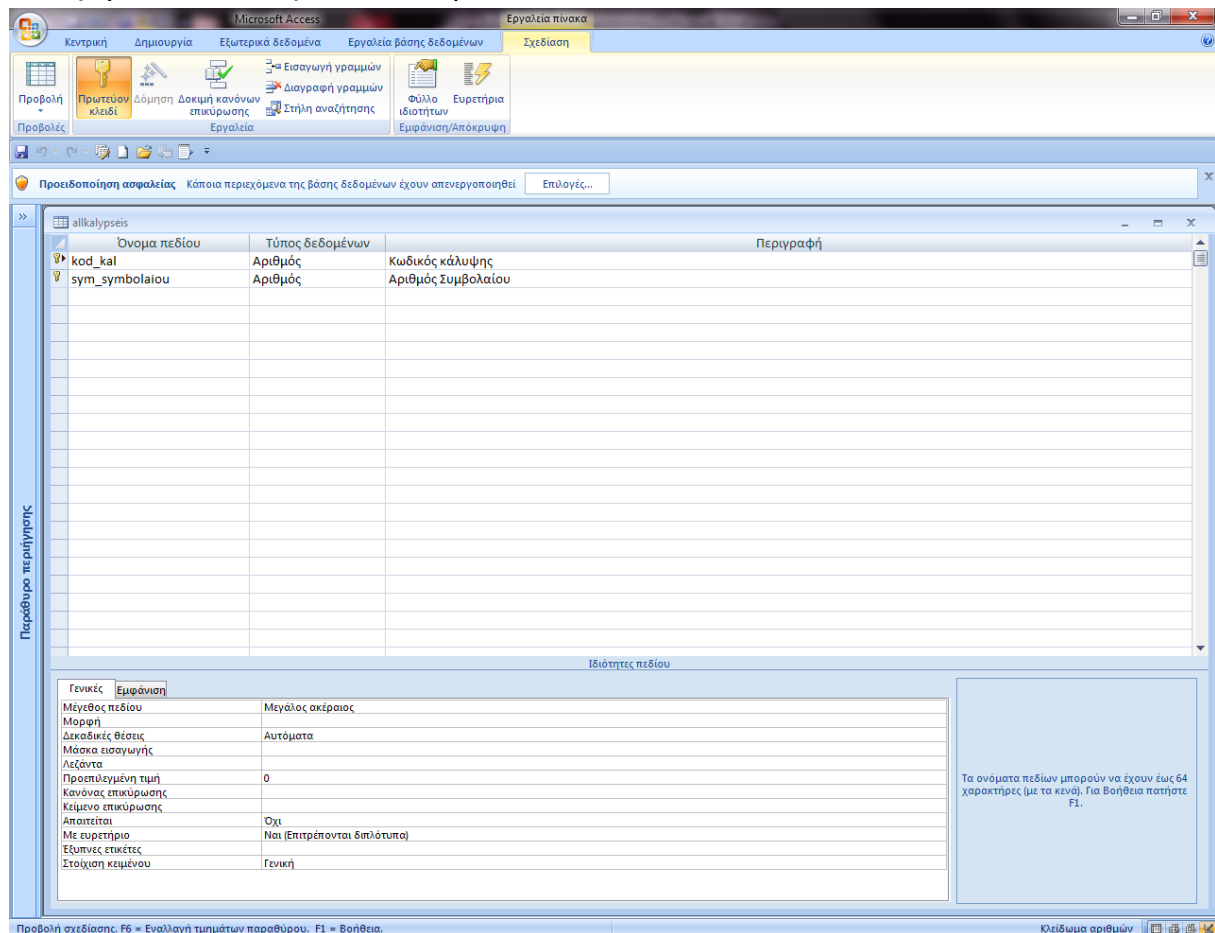 Microsoft Access
Εργαλεία πίνακα
Κεντρική Δημιουργία Εξωτερικά δεδομένα Εργαλεία βάσης δεδομένων Σχεδίαση
Προβολή
Πρωτεύον κλειδί
Δόμηση
Δοκιμή κανόνων επικύρωσης
Εισαγωγή γραμμών
Διαγραφή γραμμών
Στήλη αναζήτησης
Φύλλο ιδιοτήτων
Ευρετήρια
Προβολές Εργαλεία Εμφάνιση/Απόκρυψη
Προειδοποίηση ασφαλείας Κάποια περιεχόμενα της βάσης δεδομένων έχουν απενεργοποιηθεί Επιλογές...
allkalypseis
Όνομα πεδίου Τύπος δεδομένων Περιγραφή
kod_kal Αριθμός Κωδικός κάλυψης
sym_symbolaiou Αριθμός Αριθμός Συμβολαίου
Παράθυρο περιήγησης
Ιδιότητες πεδίου
Γενικές Εμφάνιση
Μέγεθος πεδίου Μεγάλος ακέραιος
Μορφή
Δεκαδικές θέσεις Αυτόματα
Μάσκα εισαγωγής
Λεζάντα
Προεπιλεγμένη τιμή 0
Κανόνας επικύρωσης
Κείμενο επικύρωσης
Απαιτείται Όχι
Με ευρετήριο Ναι (Επιτρέπονται διπλότυπα)
Έξυπνες ετικέτες
Στοίχιση κειμένου Γενική
Τα ονόματα πεδίων μπορούν να έχουν έως 64
χαρακτήρες (με τα κενά). Για Βοήθεια πατήστε
F1.
Προβολή σχεδίασης. F6 = Εναλλαγή τμημάτων παραθύρου. F1 = Βοήθεια. Κλείδωμα αριθμών